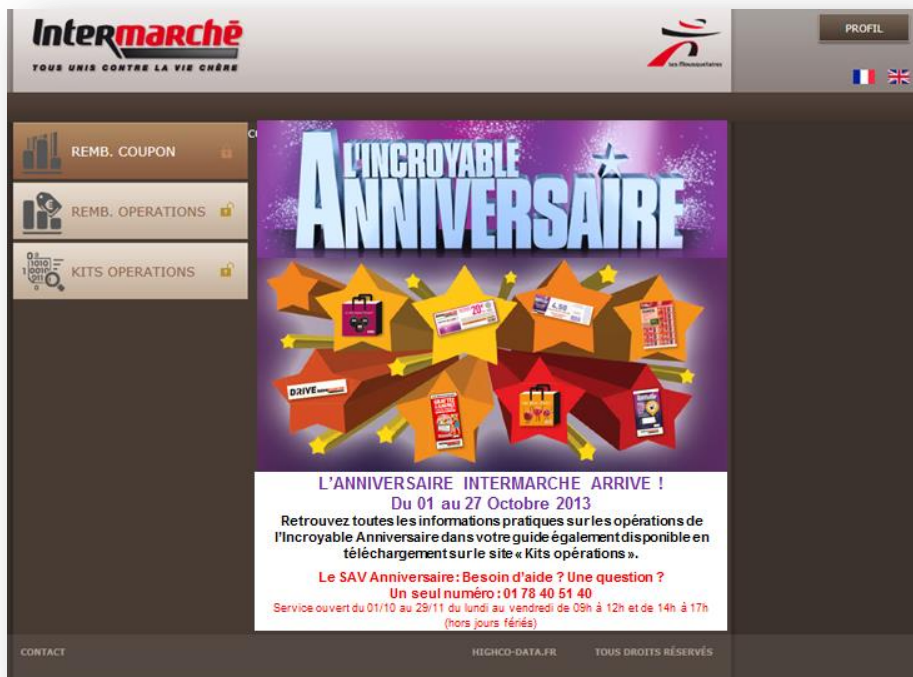 Intermarchē
TOUS UNIS CONTRE LA VIE CHÈRE
Les Mousquetaires
PROFIL
REMB. COUPON
REMB. OPERATIONS
KITS OPERATIONS
L'INCROYABLE
ANNIVERSAIRE
20€
4,50
DRIVE
L'ANNIVERSAIRE INTERMARCHE ARRIVE !
Du 01 au 27 Octobre 2013
Retrouvez toutes les informations pratiques sur les opérations de
l'Incroyable Anniversaire dans votre guide également disponible en
téléchargement sur le site « Kits opérations ».
Le SAV Anniversaire : Besoin d'aide ? Une question ?
Un seul numéro : 01 78 40 51 40
Service ouvert du 01/10 au 29/11 du lundi au vendredi de 09h à 12h et de 14h à 17h
(hors jours fériés)
CONTACT
HIGHCO-DATA.FR
TOUS DROITS RÉSERVÉS